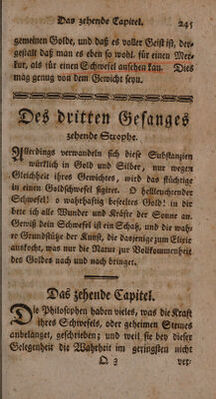 Das zehende Capitel. 245
gemeinen Golde, und daß es voller Geist ist, der-
gestalt daß man es eben so wohl für einen Mer-
kur, als für einen Schwefel ansehen kan. Dies
mag genug von dem Gewicht seyn.
Des dritten Gesanges
zehende Strophe.
Allerdings verwandeln sich diese Substanzien
würklich in Gold und Silber, nur wegen
Gleichheit ihres Gewichtes, wird das flüchtige
in einen Goldschwefel figiret. O hellleuchtender
Schwefel! o wahrhaftig beseeltes Gold! in dir
bete ich alle Wunder und Kräfte der Sonne an.
Gewiß dein Schwefel ist ein Schatz, und die wah-
re Grundstütze der Kunst, die dasjenige zum Elixir
auskocht, was nur die Natur zur Vollkommenheit
des Goldes nach und nach bringet.
Das zehende Capitel.
Die Philosophen haben vieles, was die Kraft
ihres Schwefels, oder geheimen Steines
anbelanget, geschrieben; und weil sie bey dieser
Gelegenheit die Wahrheit im geringsten nicht
Q 3 ver-